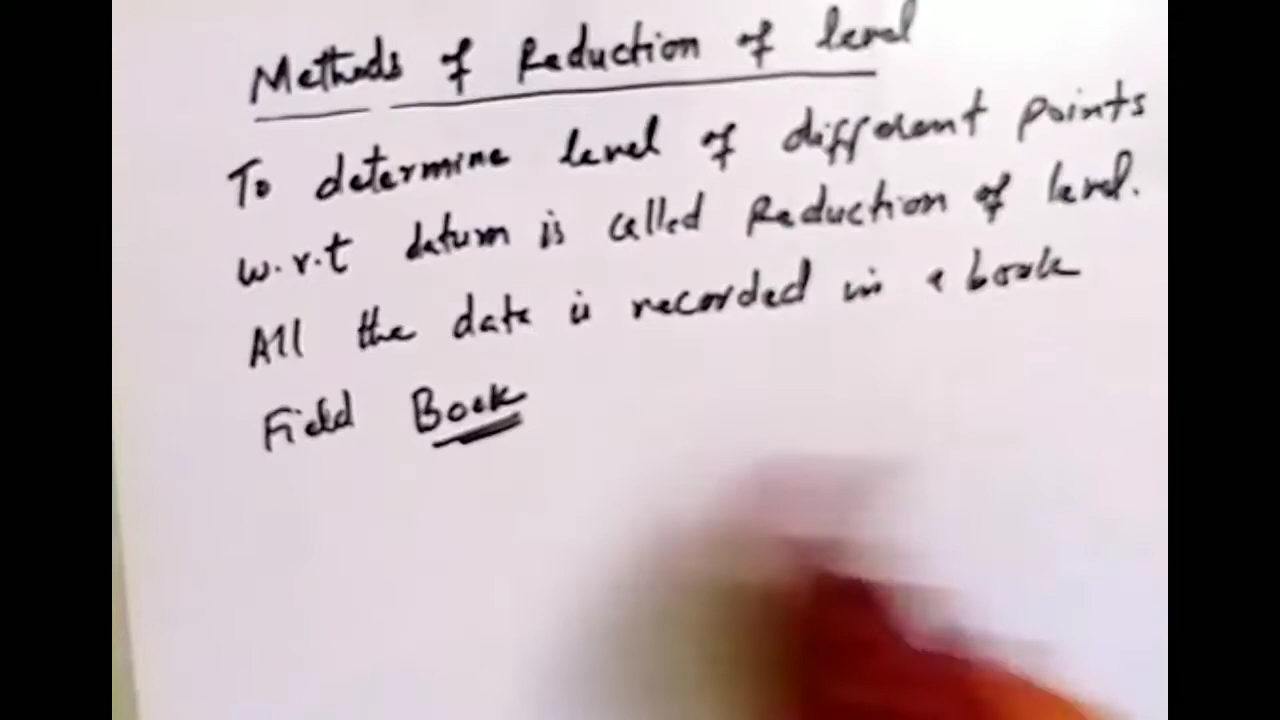 Methods of Reduction of level
To determine level of different points
w.r.t datum is called Reduction of level.
All the data is recorded in a book
Field Book